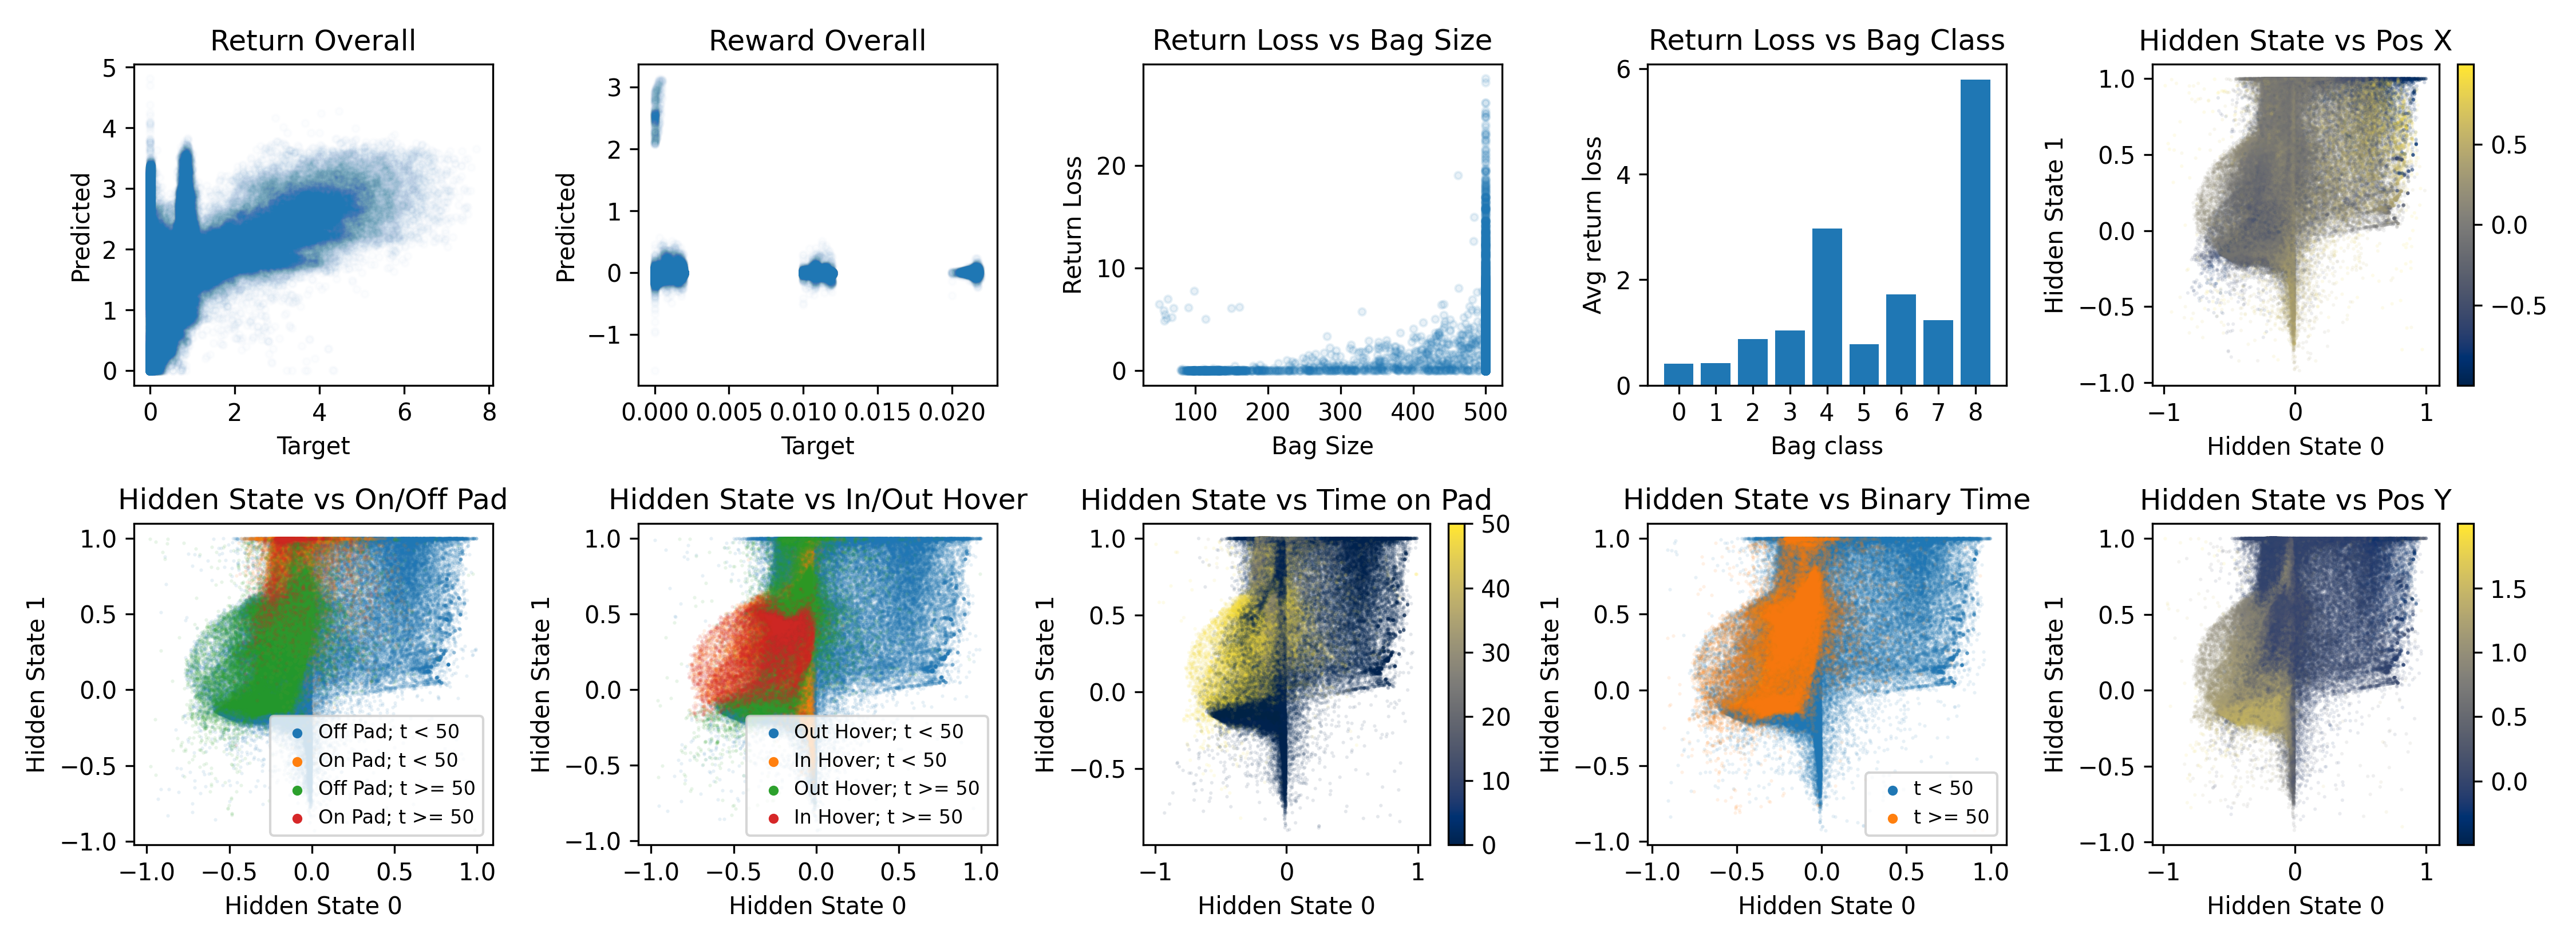 Return Overall
Reward Overall
Return Loss vs Bag Size
Return Loss vs Bag Class
Hidden State vs Pos X
5
4
3
2
1
0
Predicted
0 2 4 6 8
Target
3
2
1
0
−1
Predicted
0.000 0.005 0.010 0.015 0.020
Target
20
10
0
Return Loss
100 200 300 400 500
Bag Size
6
4
2
0
Avg return loss
0 1 2 3 4 5 6 7 8
Bag class
1.0
0.5
0.0
−0.5
−1.0
Hidden State 1
−1 0 1
Hidden State 0
0.5
0.0
−0.5
Hidden State vs On/Off Pad
Hidden State vs In/Out Hover
Hidden State vs Time on Pad
Hidden State vs Binary Time
Hidden State vs Pos Y
1.0
0.5
0.0
−0.5
−1.0
Hidden State 1
Off Pad; t < 50
On Pad; t < 50
Off Pad; t >= 50
On Pad; t >= 50
−1.0 −0.5 0.0 0.5 1.0
Hidden State 0
1.0
0.5
0.0
−0.5
−1.0
Hidden State 1
Out Hover; t < 50
In Hover; t < 50
Out Hover; t >= 50
In Hover; t >= 50
−1.0 −0.5 0.0 0.5 1.0
Hidden State 0
1.0
0.5
0.0
−0.5
Hidden State 1
−1 0 1
Hidden State 0
50
40
30
20
10
0
1.0
0.5
0.0
−0.5
−1.0
Hidden State 1
t < 50
t >= 50
−1.0 −0.5 0.0 0.5 1.0
Hidden State 0
1.0
0.5
0.0
−0.5
−1.0
Hidden State 1
−1 0 1
Hidden State 0
1.5
1.0
0.5
0.0